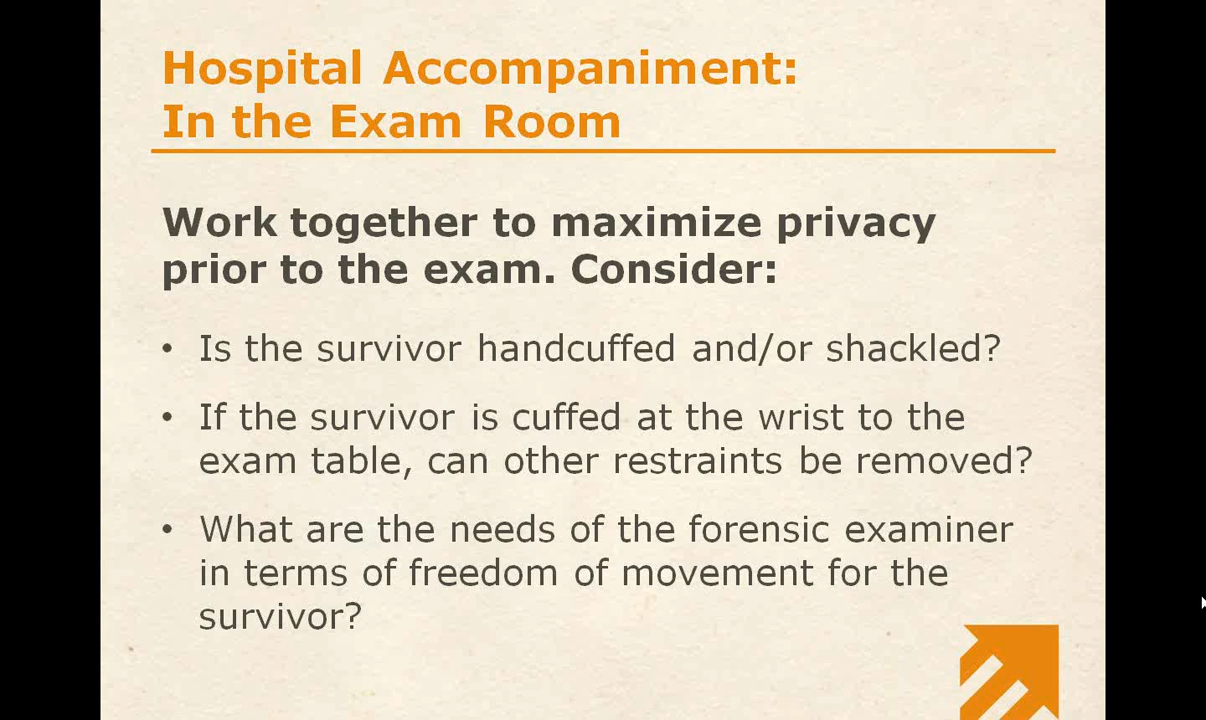 Hospital Accompaniment:
In the Exam Room
Work together to maximize privacy
prior to the exam. Consider:
• Is the survivor handcuffed and/or shackled?
• If the survivor is cuffed at the wrist to the
exam table, can other restraints be removed?
• What are the needs of the forensic examiner
in terms of freedom of movement for the
survivor?